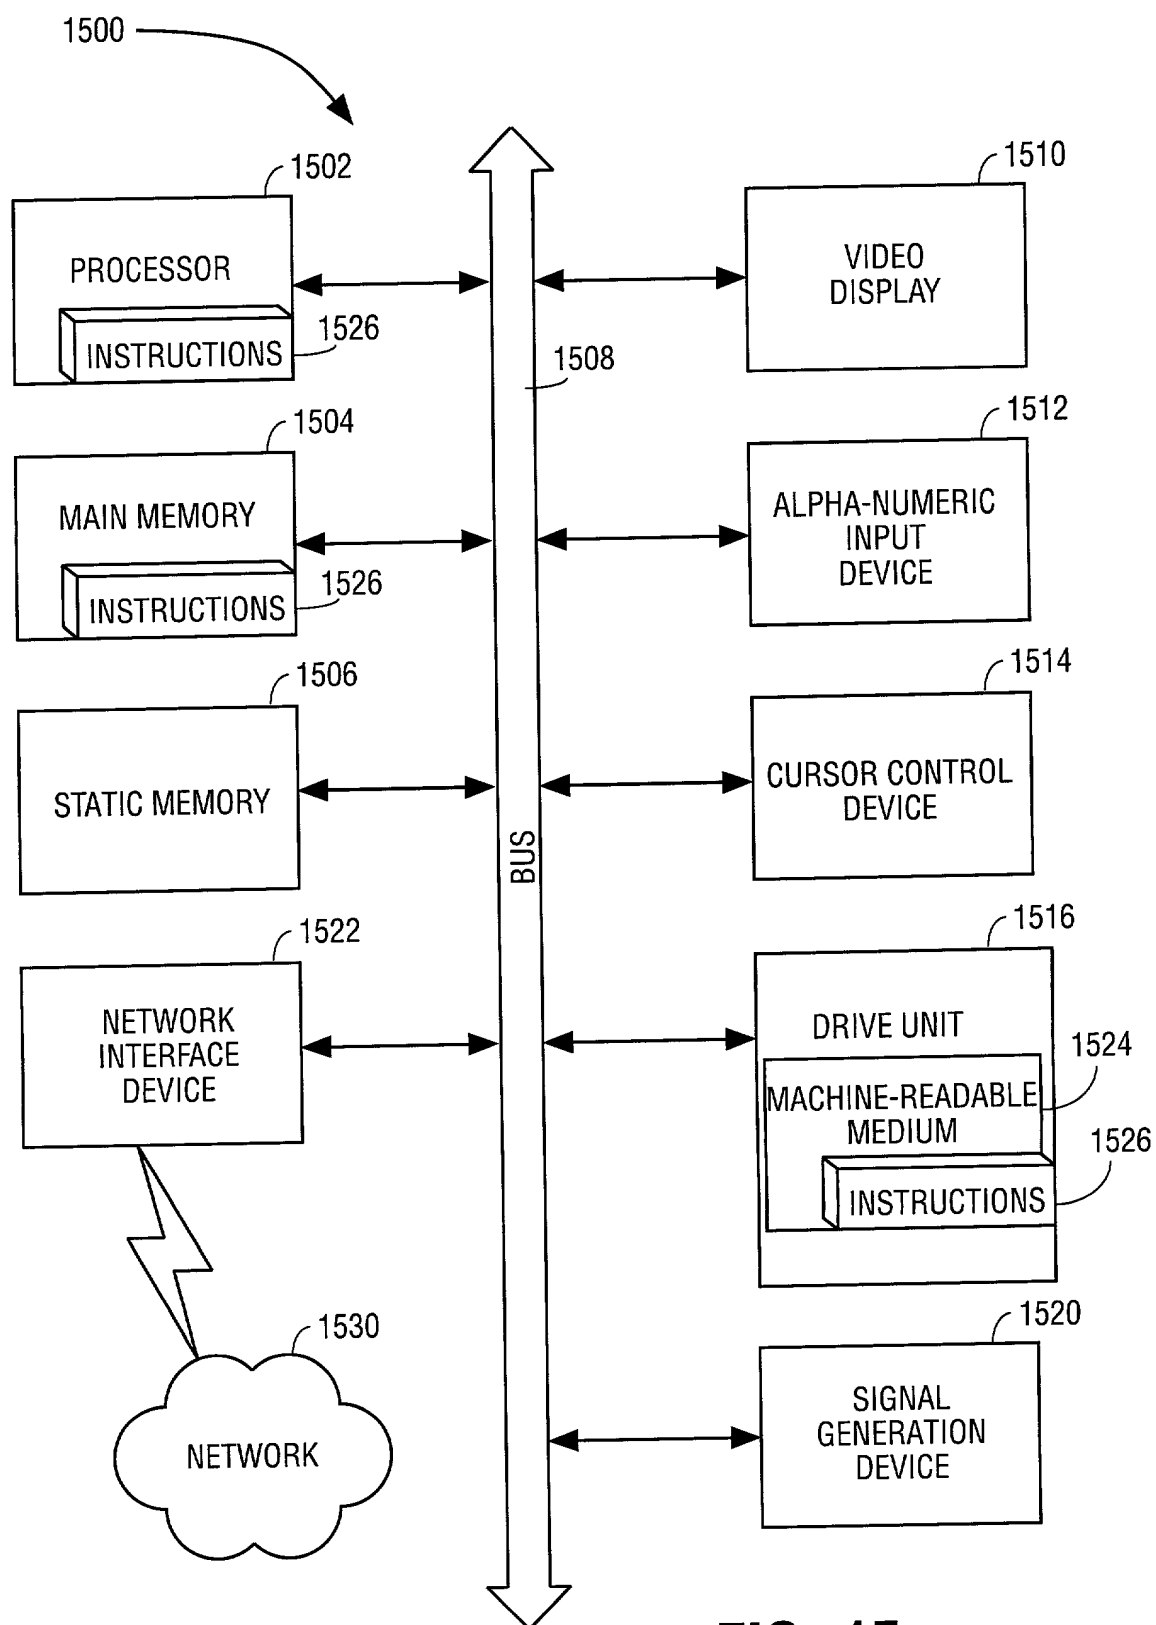 1500
1502
PROCESSOR
INSTRUCTIONS
1526
1504
MAIN MEMORY
INSTRUCTIONS
1526
1506
STATIC MEMORY
1522
NETWORK
INTERFACE
DEVICE
1530
NETWORK
1508
BUS
1510
VIDEO
DISPLAY
1512
ALPHA-NUMERIC
INPUT
DEVICE
1514
CURSOR CONTROL
DEVICE
1516
DRIVE UNIT
1524
MACHINE-READABLE
MEDIUM
1526
INSTRUCTIONS
1520
SIGNAL
GENERATION
DEVICE